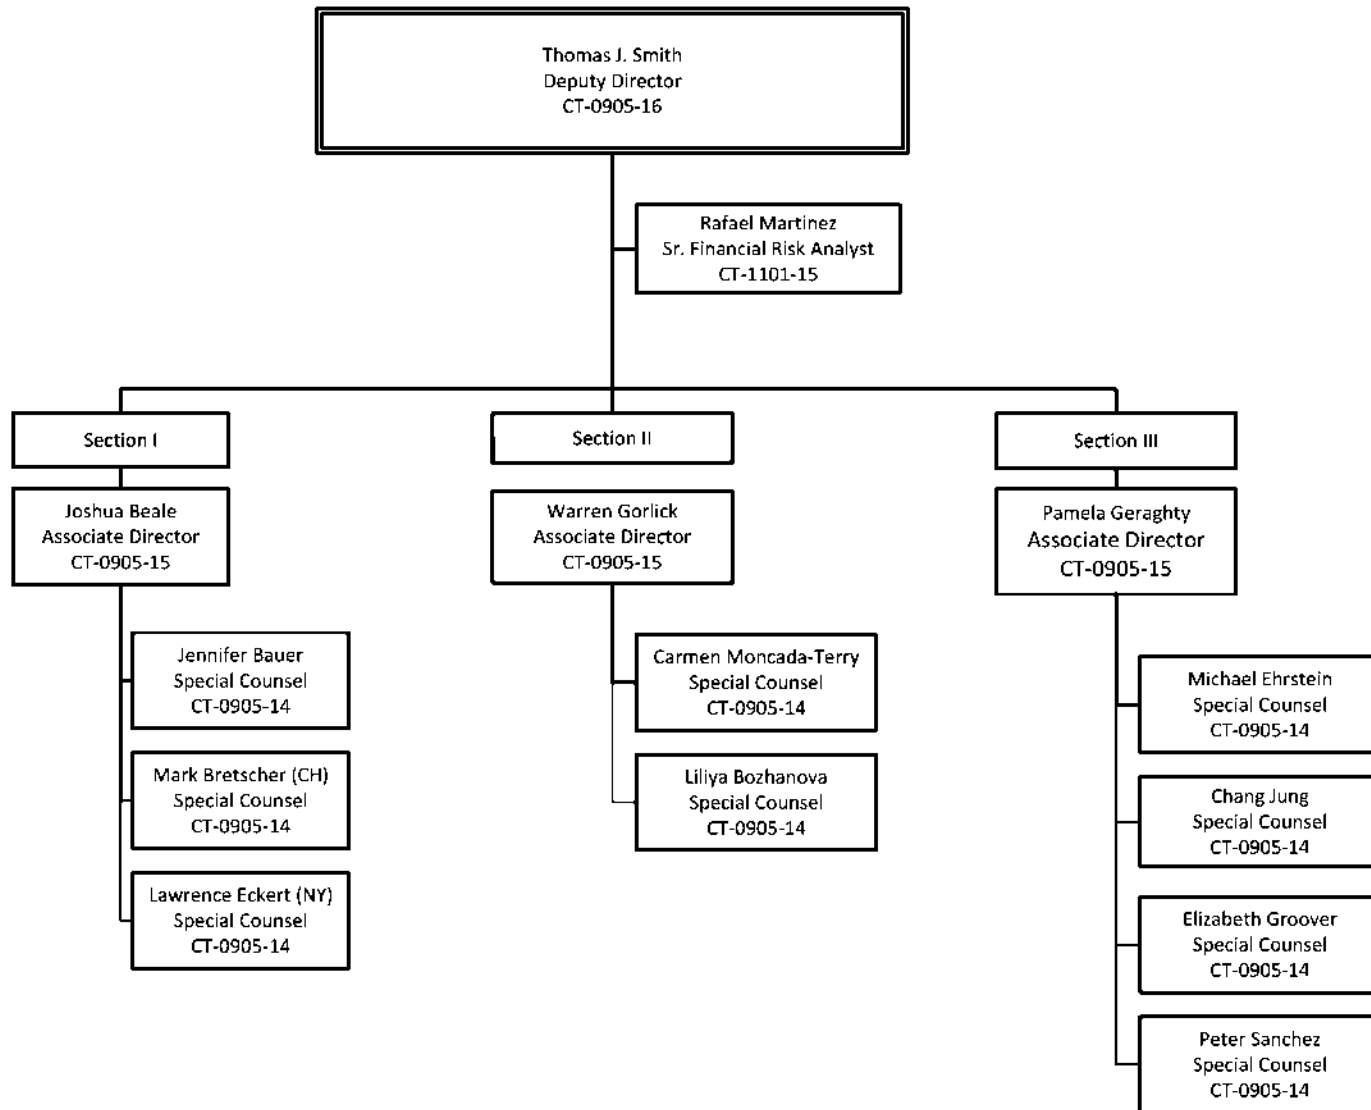 Thomas J. Smith
Deputy Director
CT-0905-16
Rafael Martinez
Sr. Financial Risk Analyst
CT-1101-15
Section I
Joshua Beale
Associate Director
CT-0905-15
Jennifer Bauer
Special Counsel
CT-0905-14
Mark Bretscher (CH)
Special Counsel
CT-0905-14
Lawrence Eckert (NY)
Special Counsel
CT-0905-14
Section II
Warren Gorlick
Associate Director
CT-0905-15
Carmen Moncada-Terry
Special Counsel
CT-0905-14
Liliya Bozhanova
Special Counsel
CT-0905-14
Section III
Pamela Geraghty
Associate Director
CT-0905-15
Michael Ehrstein
Special Counsel
CT-0905-14
Chang Jung
Special Counsel
CT-0905-14
Elizabeth Groover
Special Counsel
CT-0905-14
Peter Sanchez
Special Counsel
CT-0905-14